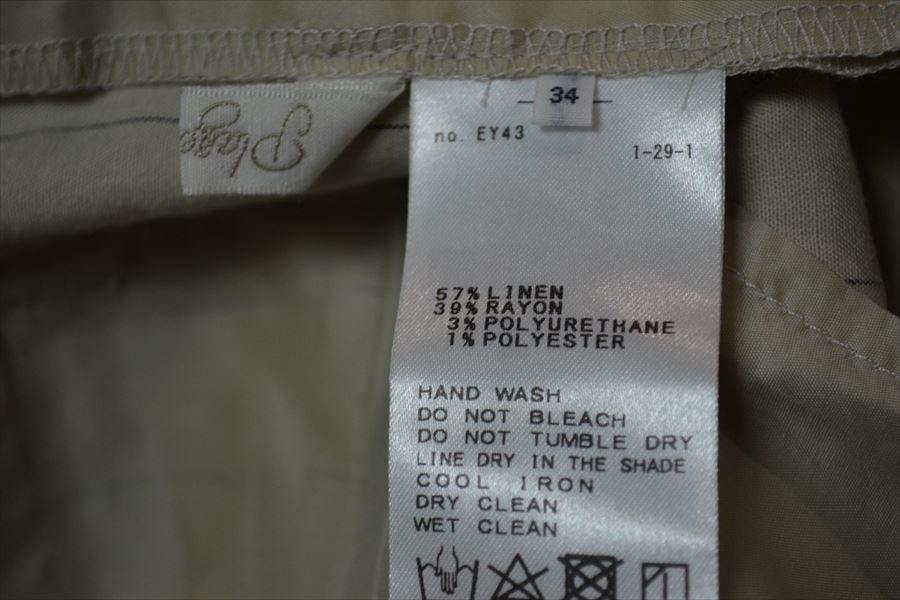 34
no. EY43
1-29-1
Plage
57% LINEN
39% RAYON
3% POLYURETHANE
1% POLYESTER
HAND WASH
DO NOT BLEACH
DO NOT TUMBLE DRY
LINE DRY IN THE SHADE
COOL IRON
DRY CLEAN
WET CLEAN